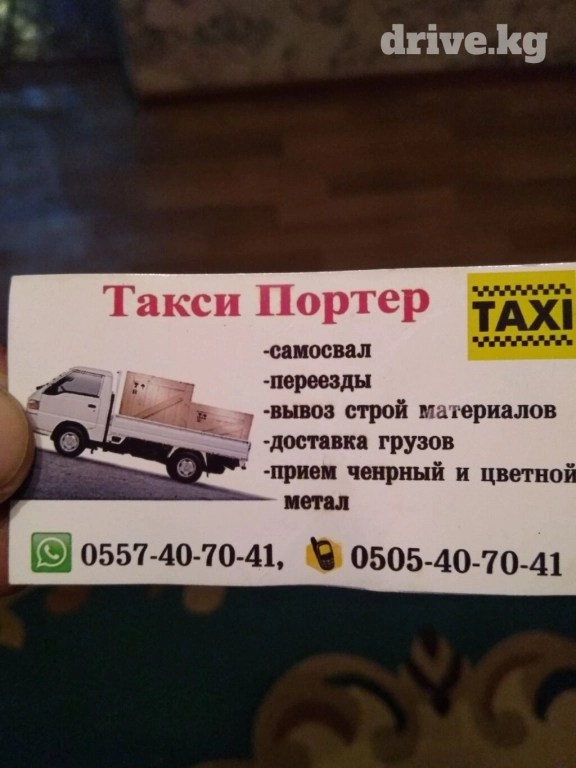 drive.kg
Такси Портер
TAXI
-самосвал
-переезды
-вывоз строй материалов
-доставка грузов
-прием ченрный и цветной
метал
0557-40-70-41, 0505-40-70-41